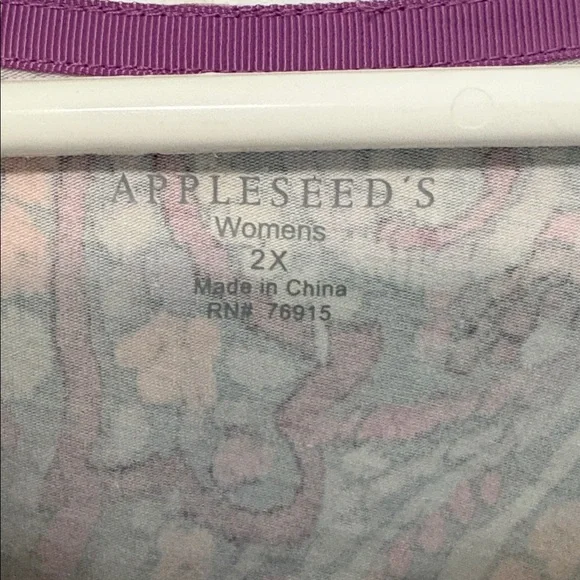 APPLESEED'S
Womens
2X
Made in China
RN# 76915